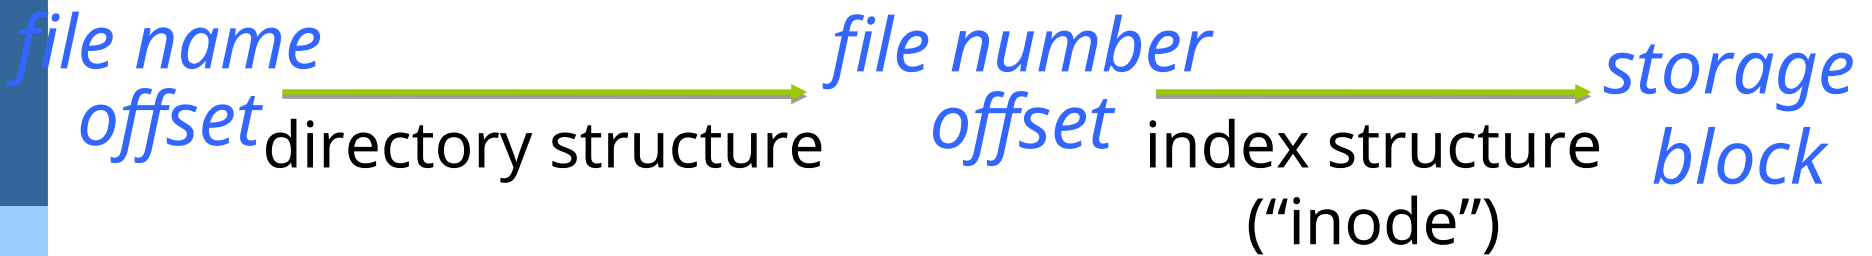 file name
offset
directory structure
file number
offset
index structure
(“inode”)
storage
block